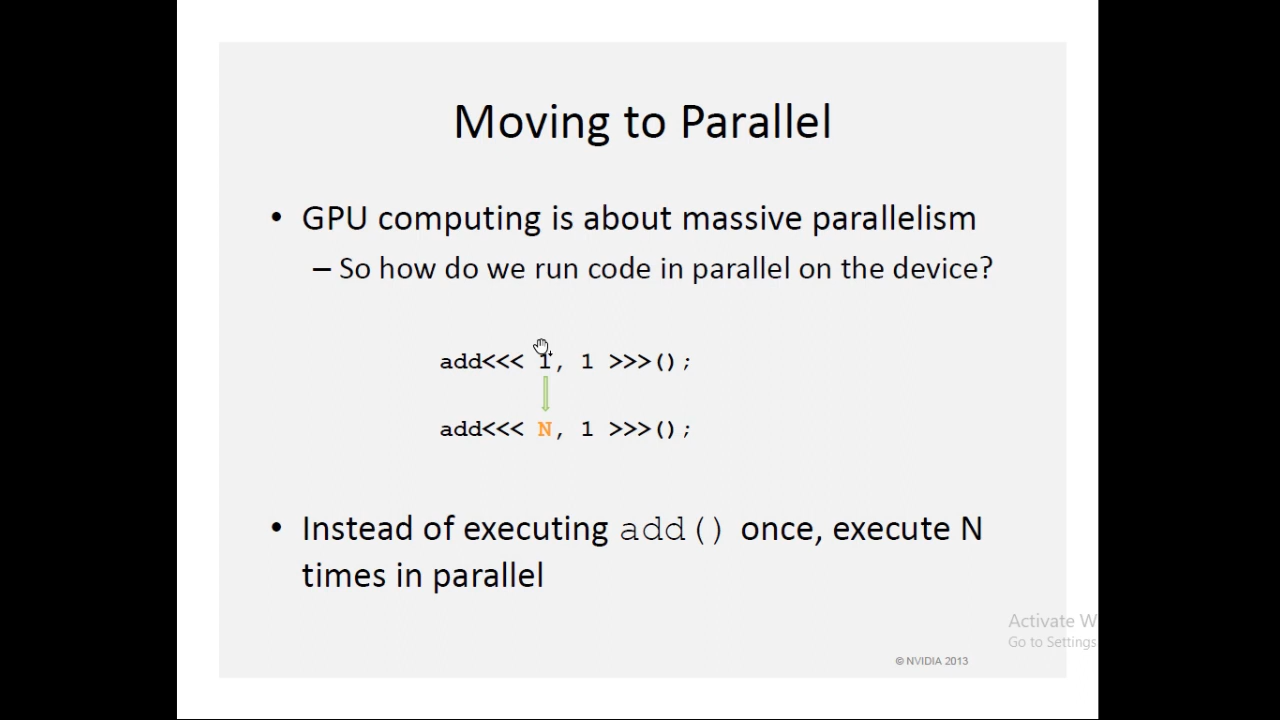 Moving to Parallel
• GPU computing is about massive parallelism
– So how do we run code in parallel on the device?
add<<< 1, 1 >>>();
add<<< N, 1 >>>();
• Instead of executing add() once, execute N
times in parallel
Activate W
Go to Settings
© NVIDIA 2013